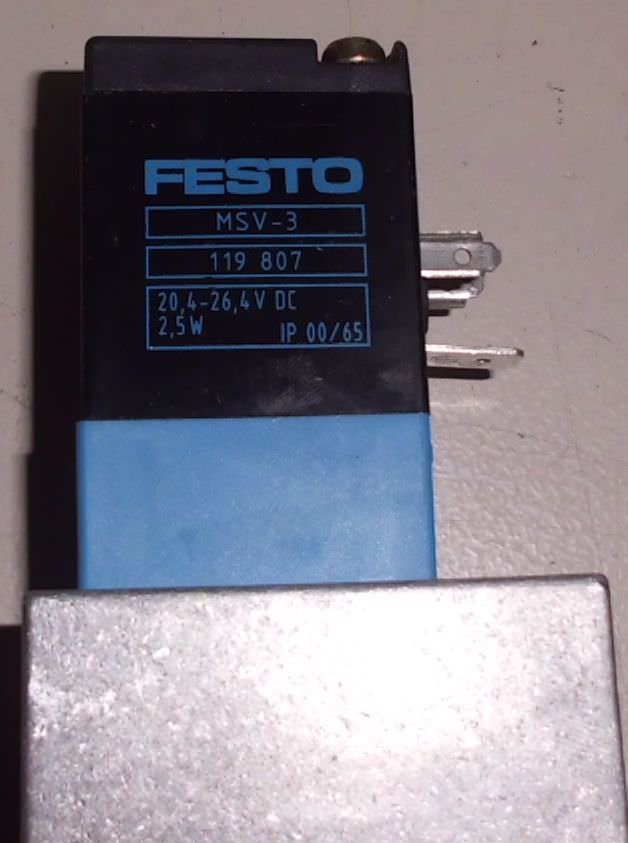 FESTO
MSV-3
119 807
20,4-26,4V DC
2,5W IP 00/65